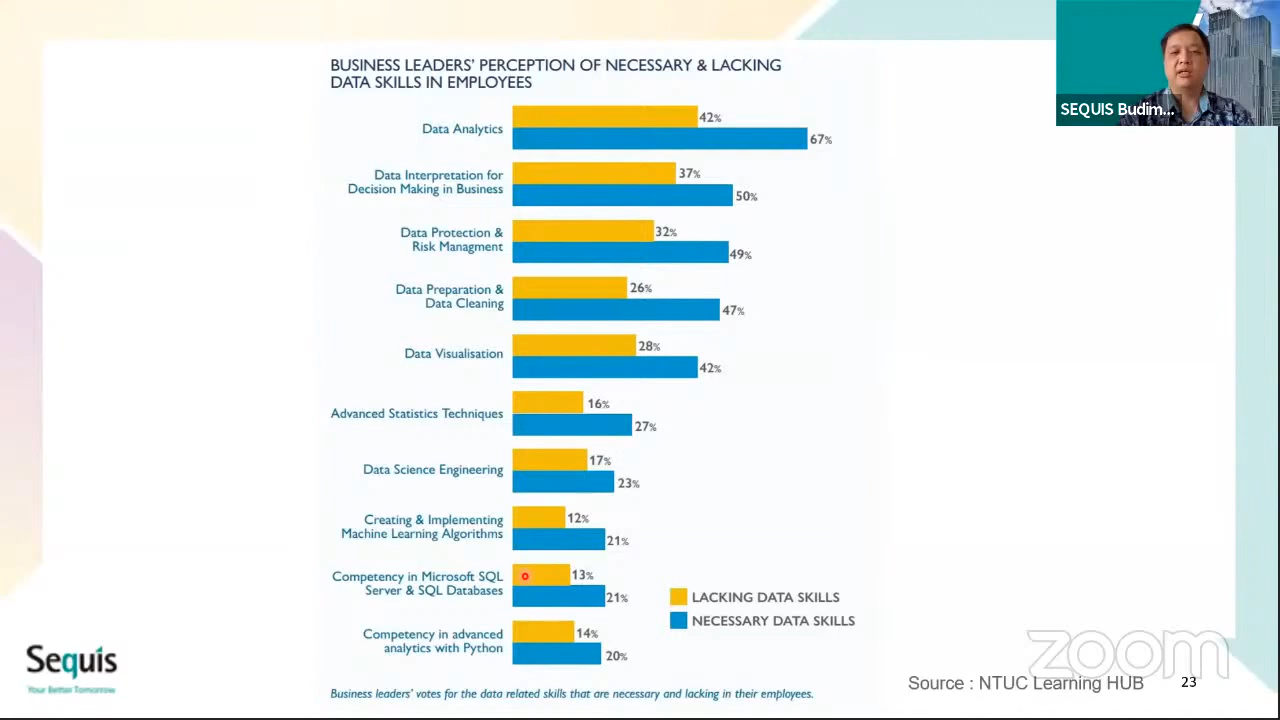 BUSINESS LEADERS' PERCEPTION OF NECESSARY & LACKING
DATA SKILLS IN EMPLOYEES
SEQUIS Budim...
Data Analytics
42%
67%
Data Interpretation for
Decision Making in Business
37%
50%
Data Protection &
Risk Managment
32%
49%
Data Preparation &
Data Cleaning
26%
47%
Data Visualisation
28%
42%
Advanced Statistics Techniques
16%
27%
Data Science Engineering
17%
23%
Creating & Implementing
Machine Learning Algorithms
12%
21%
Competency in Microsoft SQL
Server & SQL Databases
13%
21%
Competency in advanced
analytics with Python
14%
20%
LACKING DATA SKILLS
NECESSARY DATA SKILLS
Business leaders' votes for the data related skills that are necessary and lacking in their employees.
Sequis
Your Better Tomorrow
zoom
Source : NTUC Learning HUB
23